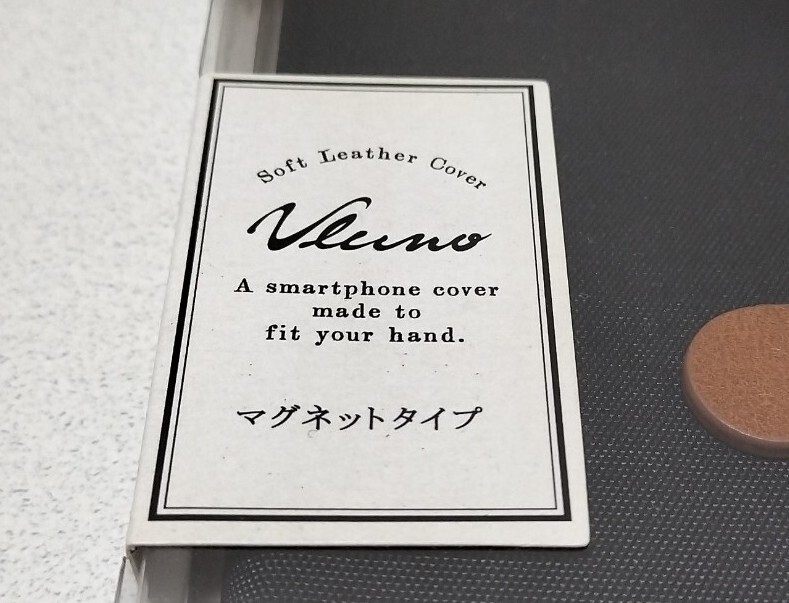 Soft Leather Cover
Vluno
A smartphone cover
made to
fit your hand.
マグネットタイプ